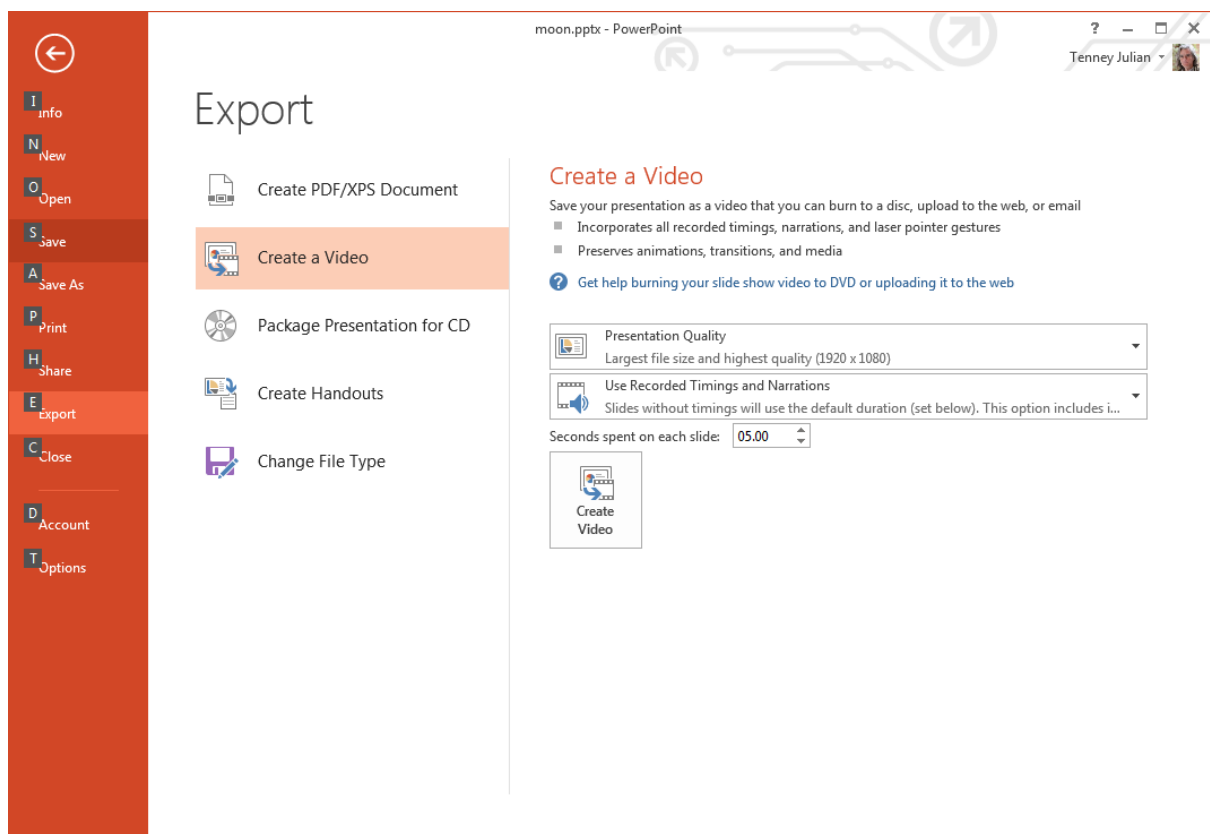 moon.pptx - PowerPoint
?
Tenney Julian
I
Info
N
New
O
Open
S
Save
A
Save As
P
Print
H
Share
E
Export
C
Close
D
Account
T
Options
Export
Create PDF/XPS Document
Create a Video
Package Presentation for CD
Create Handouts
Change File Type
Create a Video
Save your presentation as a video that you can burn to a disc, upload to the web, or email
Incorporates all recorded timings, narrations, and laser pointer gestures
Preserves animations, transitions, and media
? Get help burning your slide show video to DVD or uploading it to the web
Presentation Quality
Largest file size and highest quality (1920 x 1080)
Use Recorded Timings and Narrations
Slides without timings will use the default duration (set below). This option includes i...
Seconds spent on each slide: 05.00
Create
Video